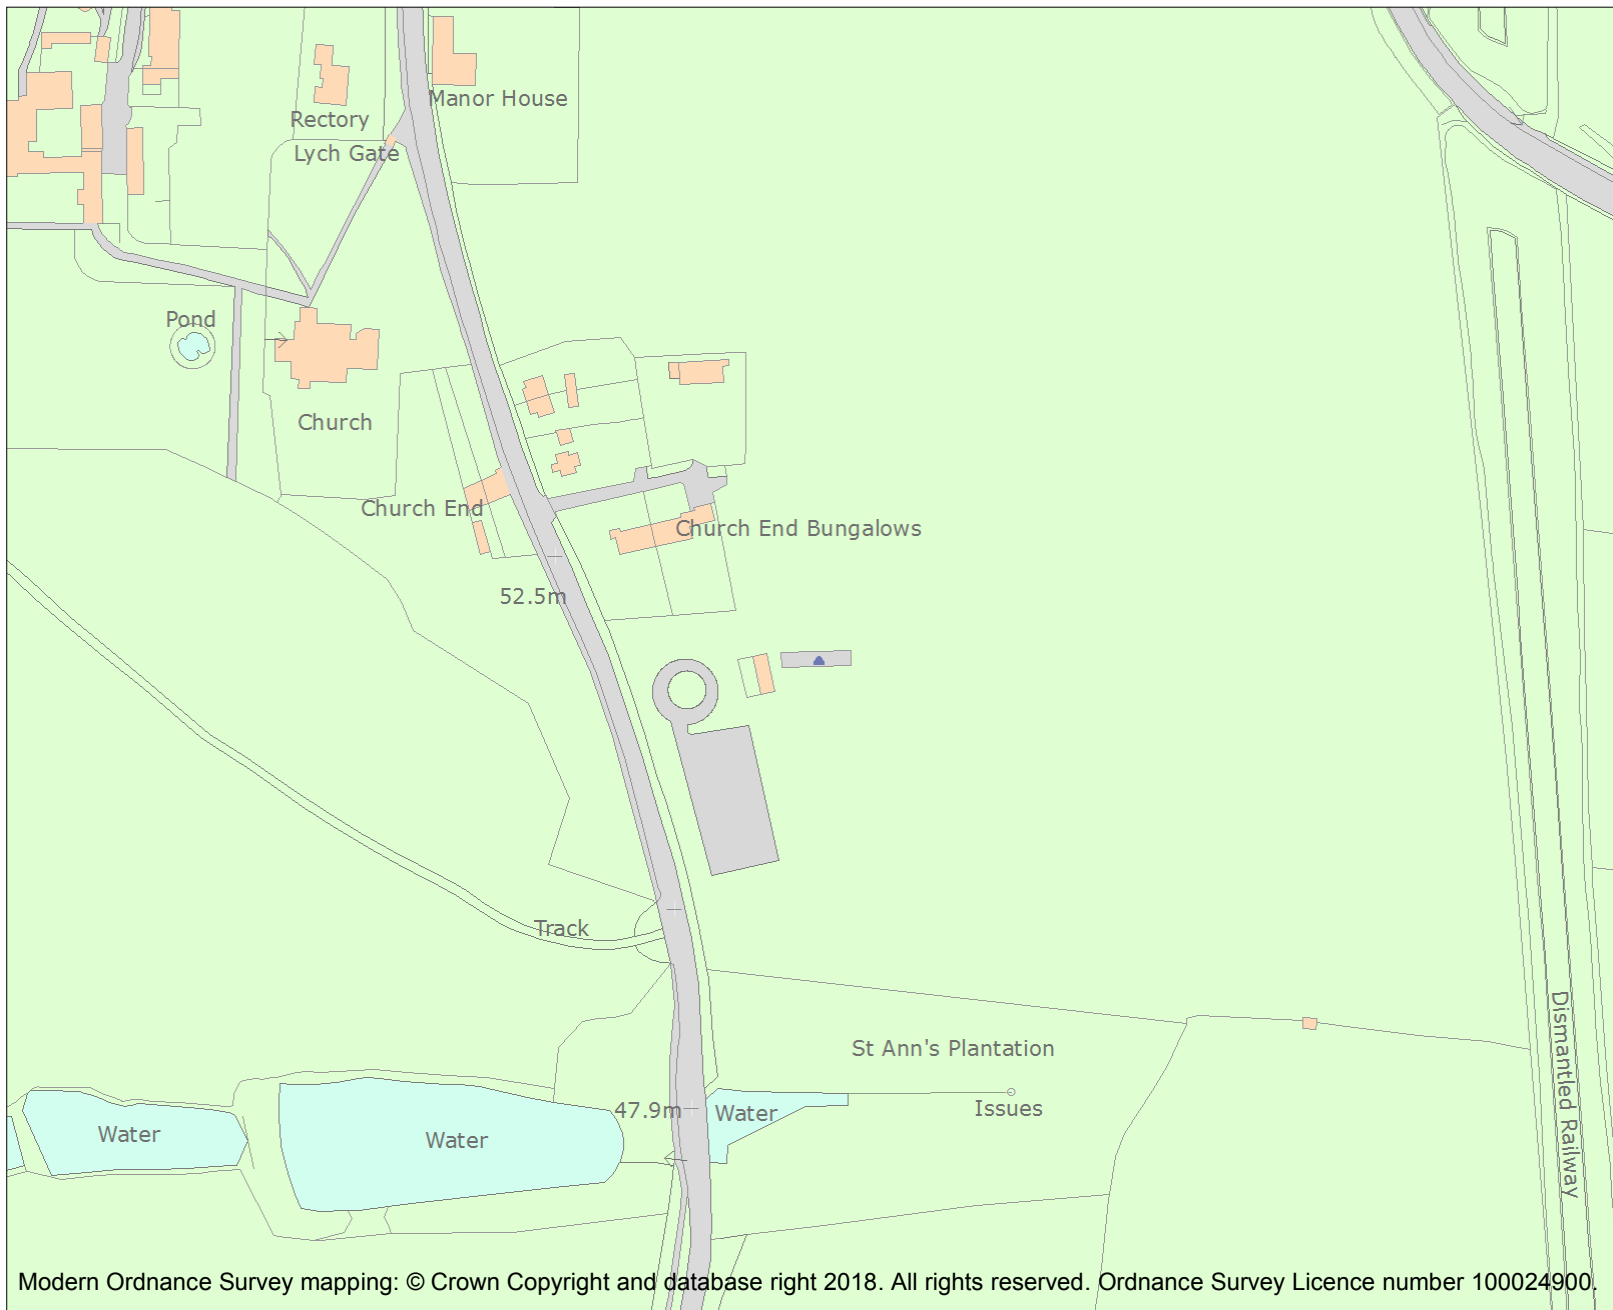 Manor House
Rectory
Lych Gate
Pond
Church
Church End
Church End Bungalows
52.5m
Track
Dismantled Railway
St Ann's Plantation
Issues
47.9m
Water
Water
Water
Modern Ordnance Survey mapping: © Crown Copyright and database right 2018. All rights reserved. Ordnance Survey Licence number 100024900.